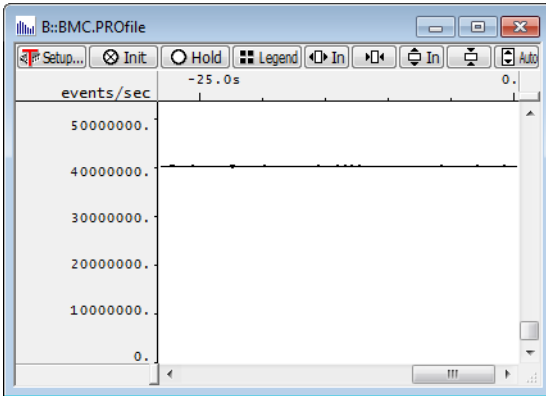 B::BMC.PROfile
Setup... Init Hold Legend In In Auto
-25.0s 0.
events/sec
50000000.
40000000.
30000000.
20000000.
10000000.
0.